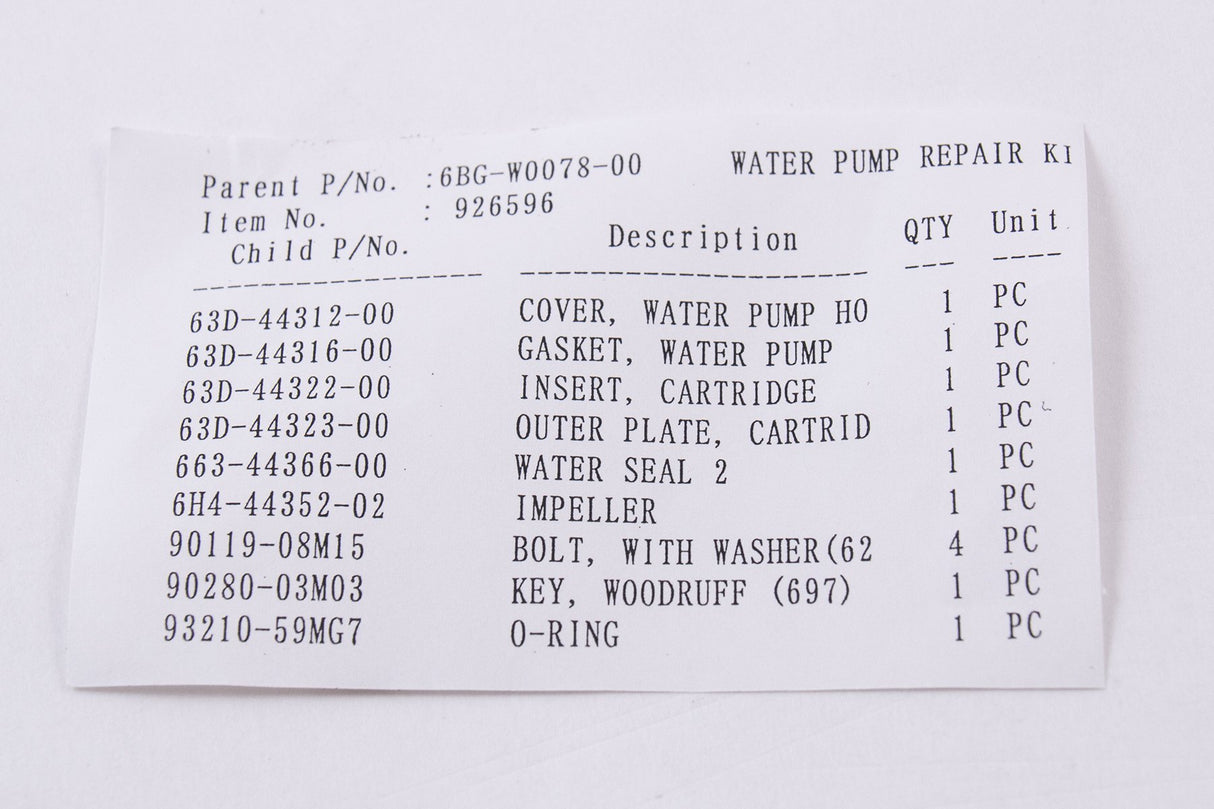 Parent P/No. :6BG-W0078-00 WATER PUMP REPAIR KI
Item No. : 926596
Child P/No. Description QTY Unit
63D-44312-00 COVER, WATER PUMP HO 1 PC
63D-44316-00 GASKET, WATER PUMP 1 PC
63D-44322-00 INSERT, CARTRIDGE 1 PC
63D-44323-00 OUTER PLATE, CARTRID 1 PC
663-44366-00 WATER SEAL 2 1 PC
6H4-44352-02 IMPELLER 1 PC
90119-08M15 BOLT, WITH WASHER(62 4 PC
90280-03M03 KEY, WOODRUFF (697) 1 PC
93210-59MG7 O-RING 1 PC